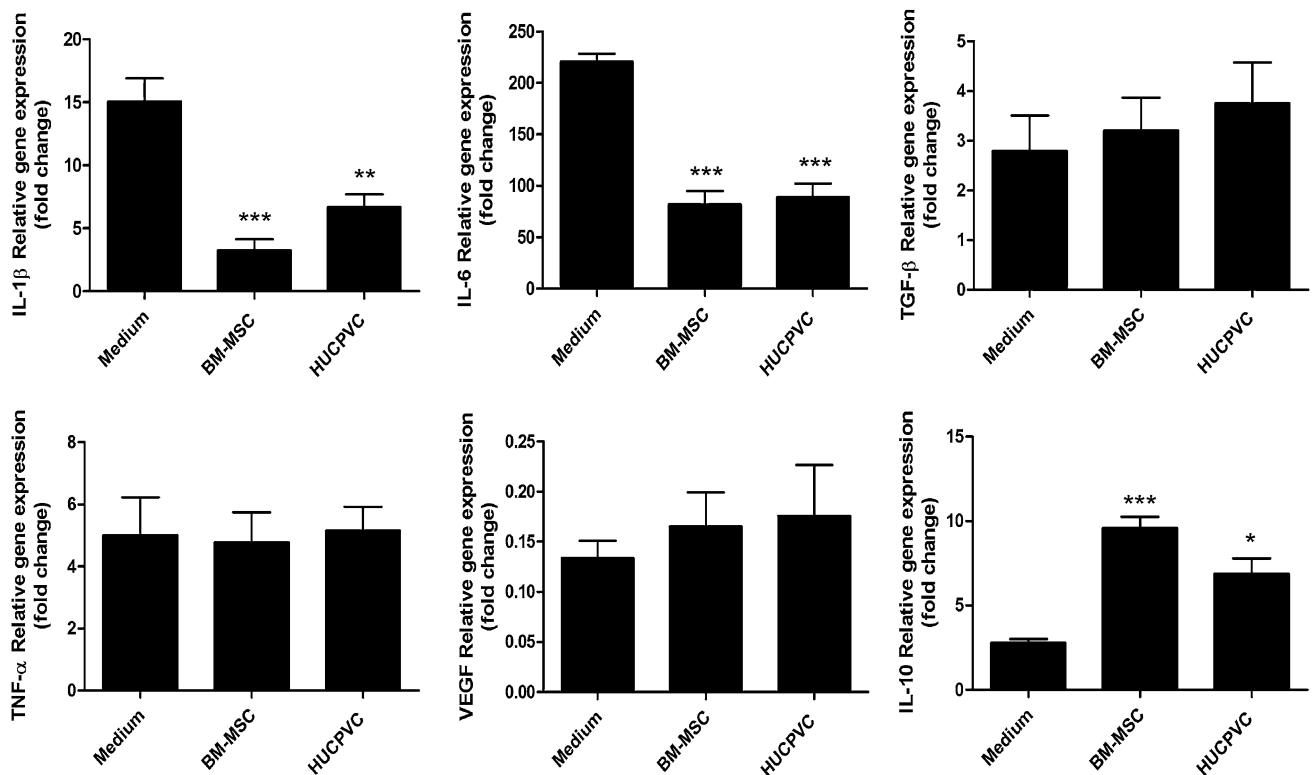 IL-1β Relative gene expression
(fold change)
20
15
10
5
0
***
**
Medium
BM-MSC
HUCPVC
IL-6 Relative gene expression
(fold change)
250
200
150
100
50
0
***
***
Medium
BM-MSC
HUCPVC
TGF-β Relative gene expression
(fold change)
5
4
3
2
1
0
Medium
BM-MSC
HUCPVC
TNF-α Relative gene expression
(fold change)
8
6
4
2
0
Medium
BM-MSC
HUCPVC
VEGF Relative gene expression
(fold change)
0.25
0.20
0.15
0.10
0.05
0.00
Medium
BM-MSC
HUCPVC
IL-10 Relative gene expression
(fold change)
15
10
5
0
***
*
Medium
BM-MSC
HUCPVC